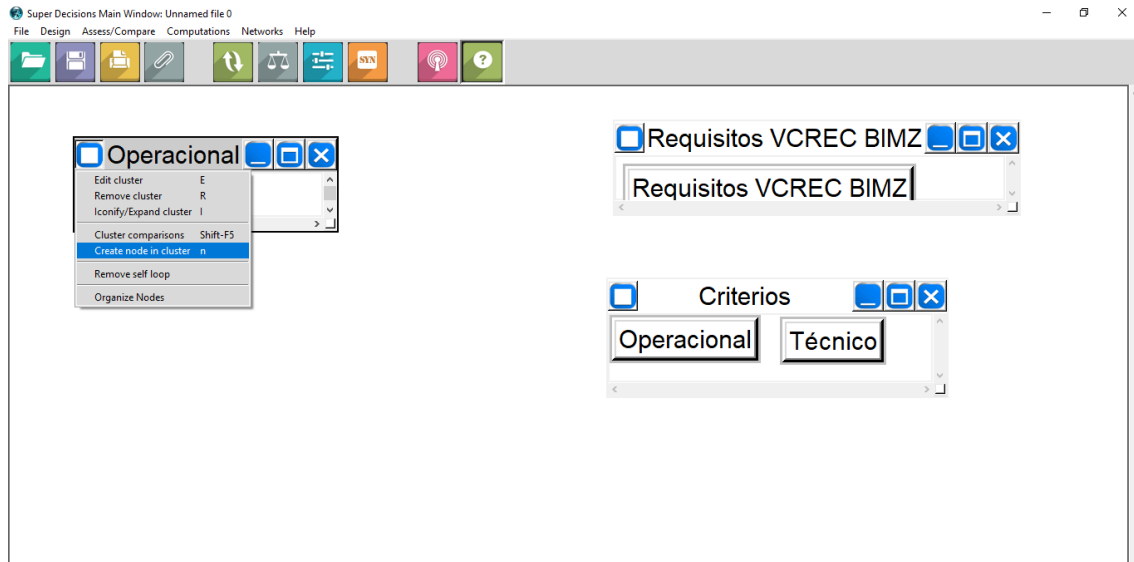 Super Decisions Main Window: Unnamed file 0
File Design Assess/Compare Computations Networks Help
SYN
?
Operacional
Edit cluster E
Remove cluster R
Iconify/Expand cluster I
Cluster comparisons Shift-F5
Create node in cluster n
Remove self loop
Organize Nodes
Requisitos VCREC BIMZ
Requisitos VCREC BIMZ
Criterios
Operacional Técnico